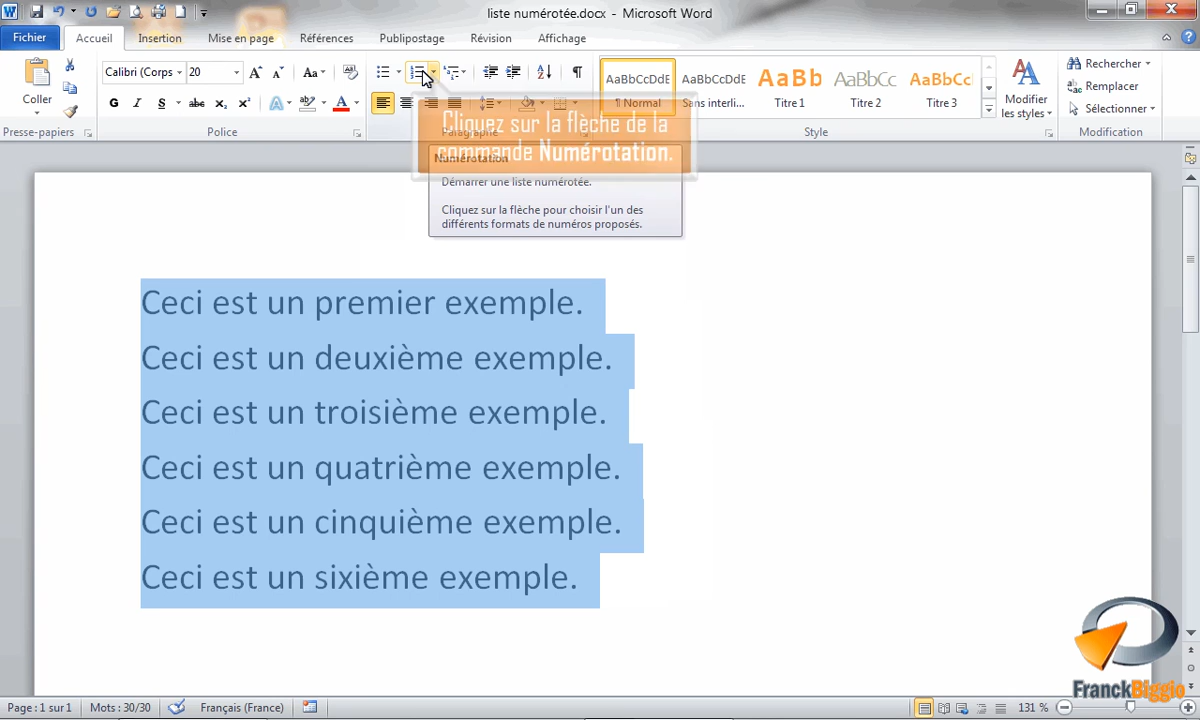 liste numérotée.docx - Microsoft Word
Fichier Accueil Insertion Mise en page Références Publipostage Révision Affichage
Coller
Calibri (Corps 20
G I S abc x₂ x²
Aa
AaBbCcDdE AaBbCcDdE AaBb AaBbCc AaBbCc
¶ Normal Sans interli... Titre 1 Titre 2 Titre 3
Modifier
les styles
Rechercher
Remplacer
Sélectionner
Presse-papiers Police Paragraphe Style Modification
Cliquez sur la flèche de la
commande Numérotation.
Numérotation
Démarrer une liste numérotée.
Cliquez sur la flèche pour choisir l'un des
différents formats de numéros proposés.
Ceci est un premier exemple.
Ceci est un deuxième exemple.
Ceci est un troisième exemple.
Ceci est un quatrième exemple.
Ceci est un cinquième exemple.
Ceci est un sixième exemple.
FranckBiggio
Page : 1 sur 1 Mots : 30/30 Français (France) 131 %